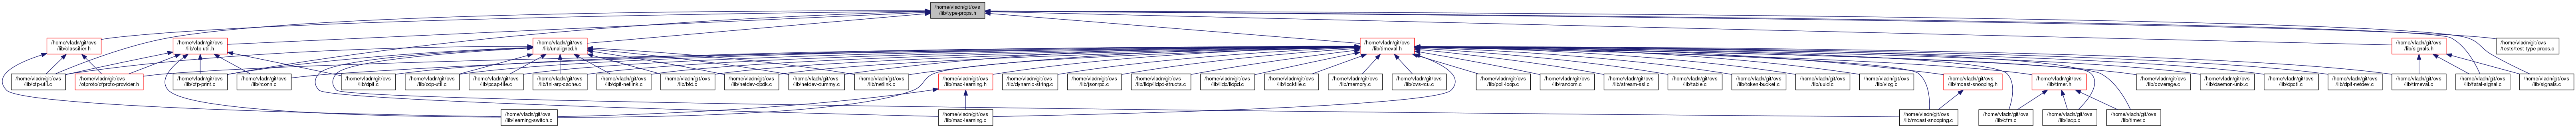 /home/vladn/git/ovs
/lib/type-props.h
/home/vladn/git/ovs
/lib/classifier.h
/home/vladn/git/ovs
/lib/ofp-util.h
/home/vladn/git/ovs
/lib/unaligned.h
/home/vladn/git/ovs
/lib/timeval.h
/home/vladn/git/ovs
/lib/signals.h
/home/vladn/git/ovs
/tests/test-type-props.c
/home/vladn/git/ovs
/lib/ofp-util.c
/home/vladn/git/ovs
/ofproto/ofproto-provider.h
/home/vladn/git/ovs
/lib/ofp-print.c
/home/vladn/git/ovs
/lib/rconn.c
/home/vladn/git/ovs
/lib/dpif.c
/home/vladn/git/ovs
/lib/odp-util.c
/home/vladn/git/ovs
/lib/pcap-file.c
/home/vladn/git/ovs
/lib/tnl-arp-cache.c
/home/vladn/git/ovs
/lib/dpif-netlink.c
/home/vladn/git/ovs
/lib/bfd.c
/home/vladn/git/ovs
/lib/netdev-dpdk.c
/home/vladn/git/ovs
/lib/netdev-dummy.c
/home/vladn/git/ovs
/lib/netlink.c
/home/vladn/git/ovs
/lib/mac-learning.h
/home/vladn/git/ovs
/lib/dynamic-string.c
/home/vladn/git/ovs
/lib/jsonrpc.c
/home/vladn/git/ovs
/lib/lldp/lldpd-structs.c
/home/vladn/git/ovs
/lib/lldp/lldpd.c
/home/vladn/git/ovs
/lib/lockfile.c
/home/vladn/git/ovs
/lib/memory.c
/home/vladn/git/ovs
/lib/ovs-rcu.c
/home/vladn/git/ovs
/lib/poll-loop.c
/home/vladn/git/ovs
/lib/random.c
/home/vladn/git/ovs
/lib/stream-ssl.c
/home/vladn/git/ovs
/lib/table.c
/home/vladn/git/ovs
/lib/token-bucket.c
/home/vladn/git/ovs
/lib/uuid.c
/home/vladn/git/ovs
/lib/vlog.c
/home/vladn/git/ovs
/lib/mcast-snooping.h
/home/vladn/git/ovs
/lib/timer.h
/home/vladn/git/ovs
/lib/coverage.c
/home/vladn/git/ovs
/lib/daemon-unix.c
/home/vladn/git/ovs
/lib/dpctl.c
/home/vladn/git/ovs
/lib/dpif-netdev.c
/home/vladn/git/ovs
/lib/timeval.c
/home/vladn/git/ovs
/lib/fatal-signal.c
/home/vladn/git/ovs
/lib/signals.c
/home/vladn/git/ovs
/lib/learning-switch.c
/home/vladn/git/ovs
/lib/mac-learning.c
/home/vladn/git/ovs
/lib/mcast-snooping.c
/home/vladn/git/ovs
/lib/cfm.c
/home/vladn/git/ovs
/lib/lacp.c
/home/vladn/git/ovs
/lib/timer.c